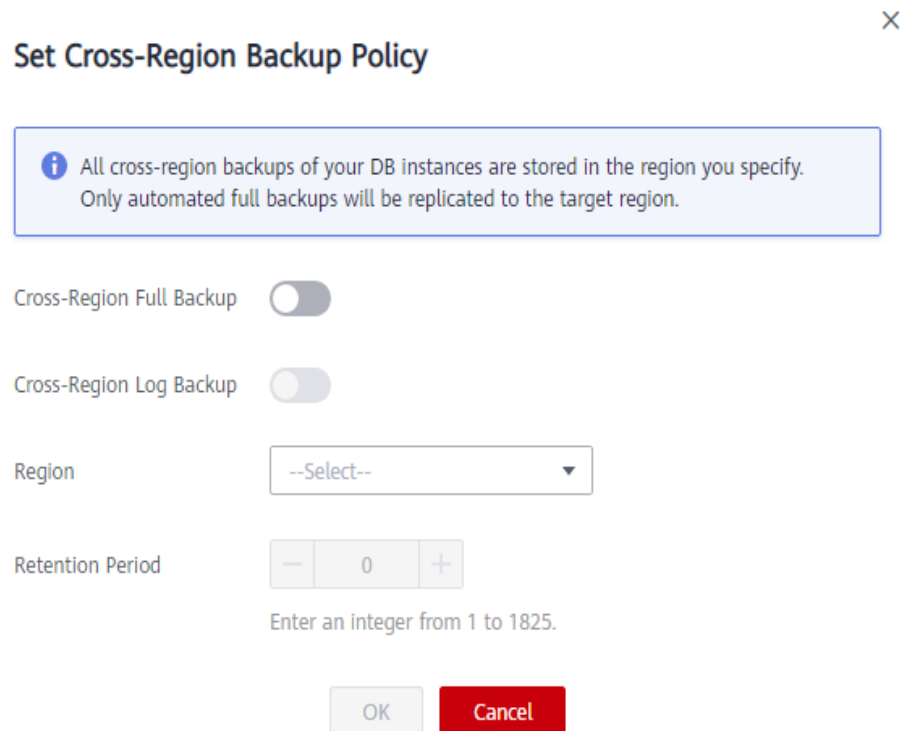 Set Cross-Region Backup Policy
All cross-region backups of your DB instances are stored in the region you specify.
Only automated full backups will be replicated to the target region.
Cross-Region Full Backup
Cross-Region Log Backup
Region
--Select--
Retention Period
0
Enter an integer from 1 to 1825.
OK
Cancel